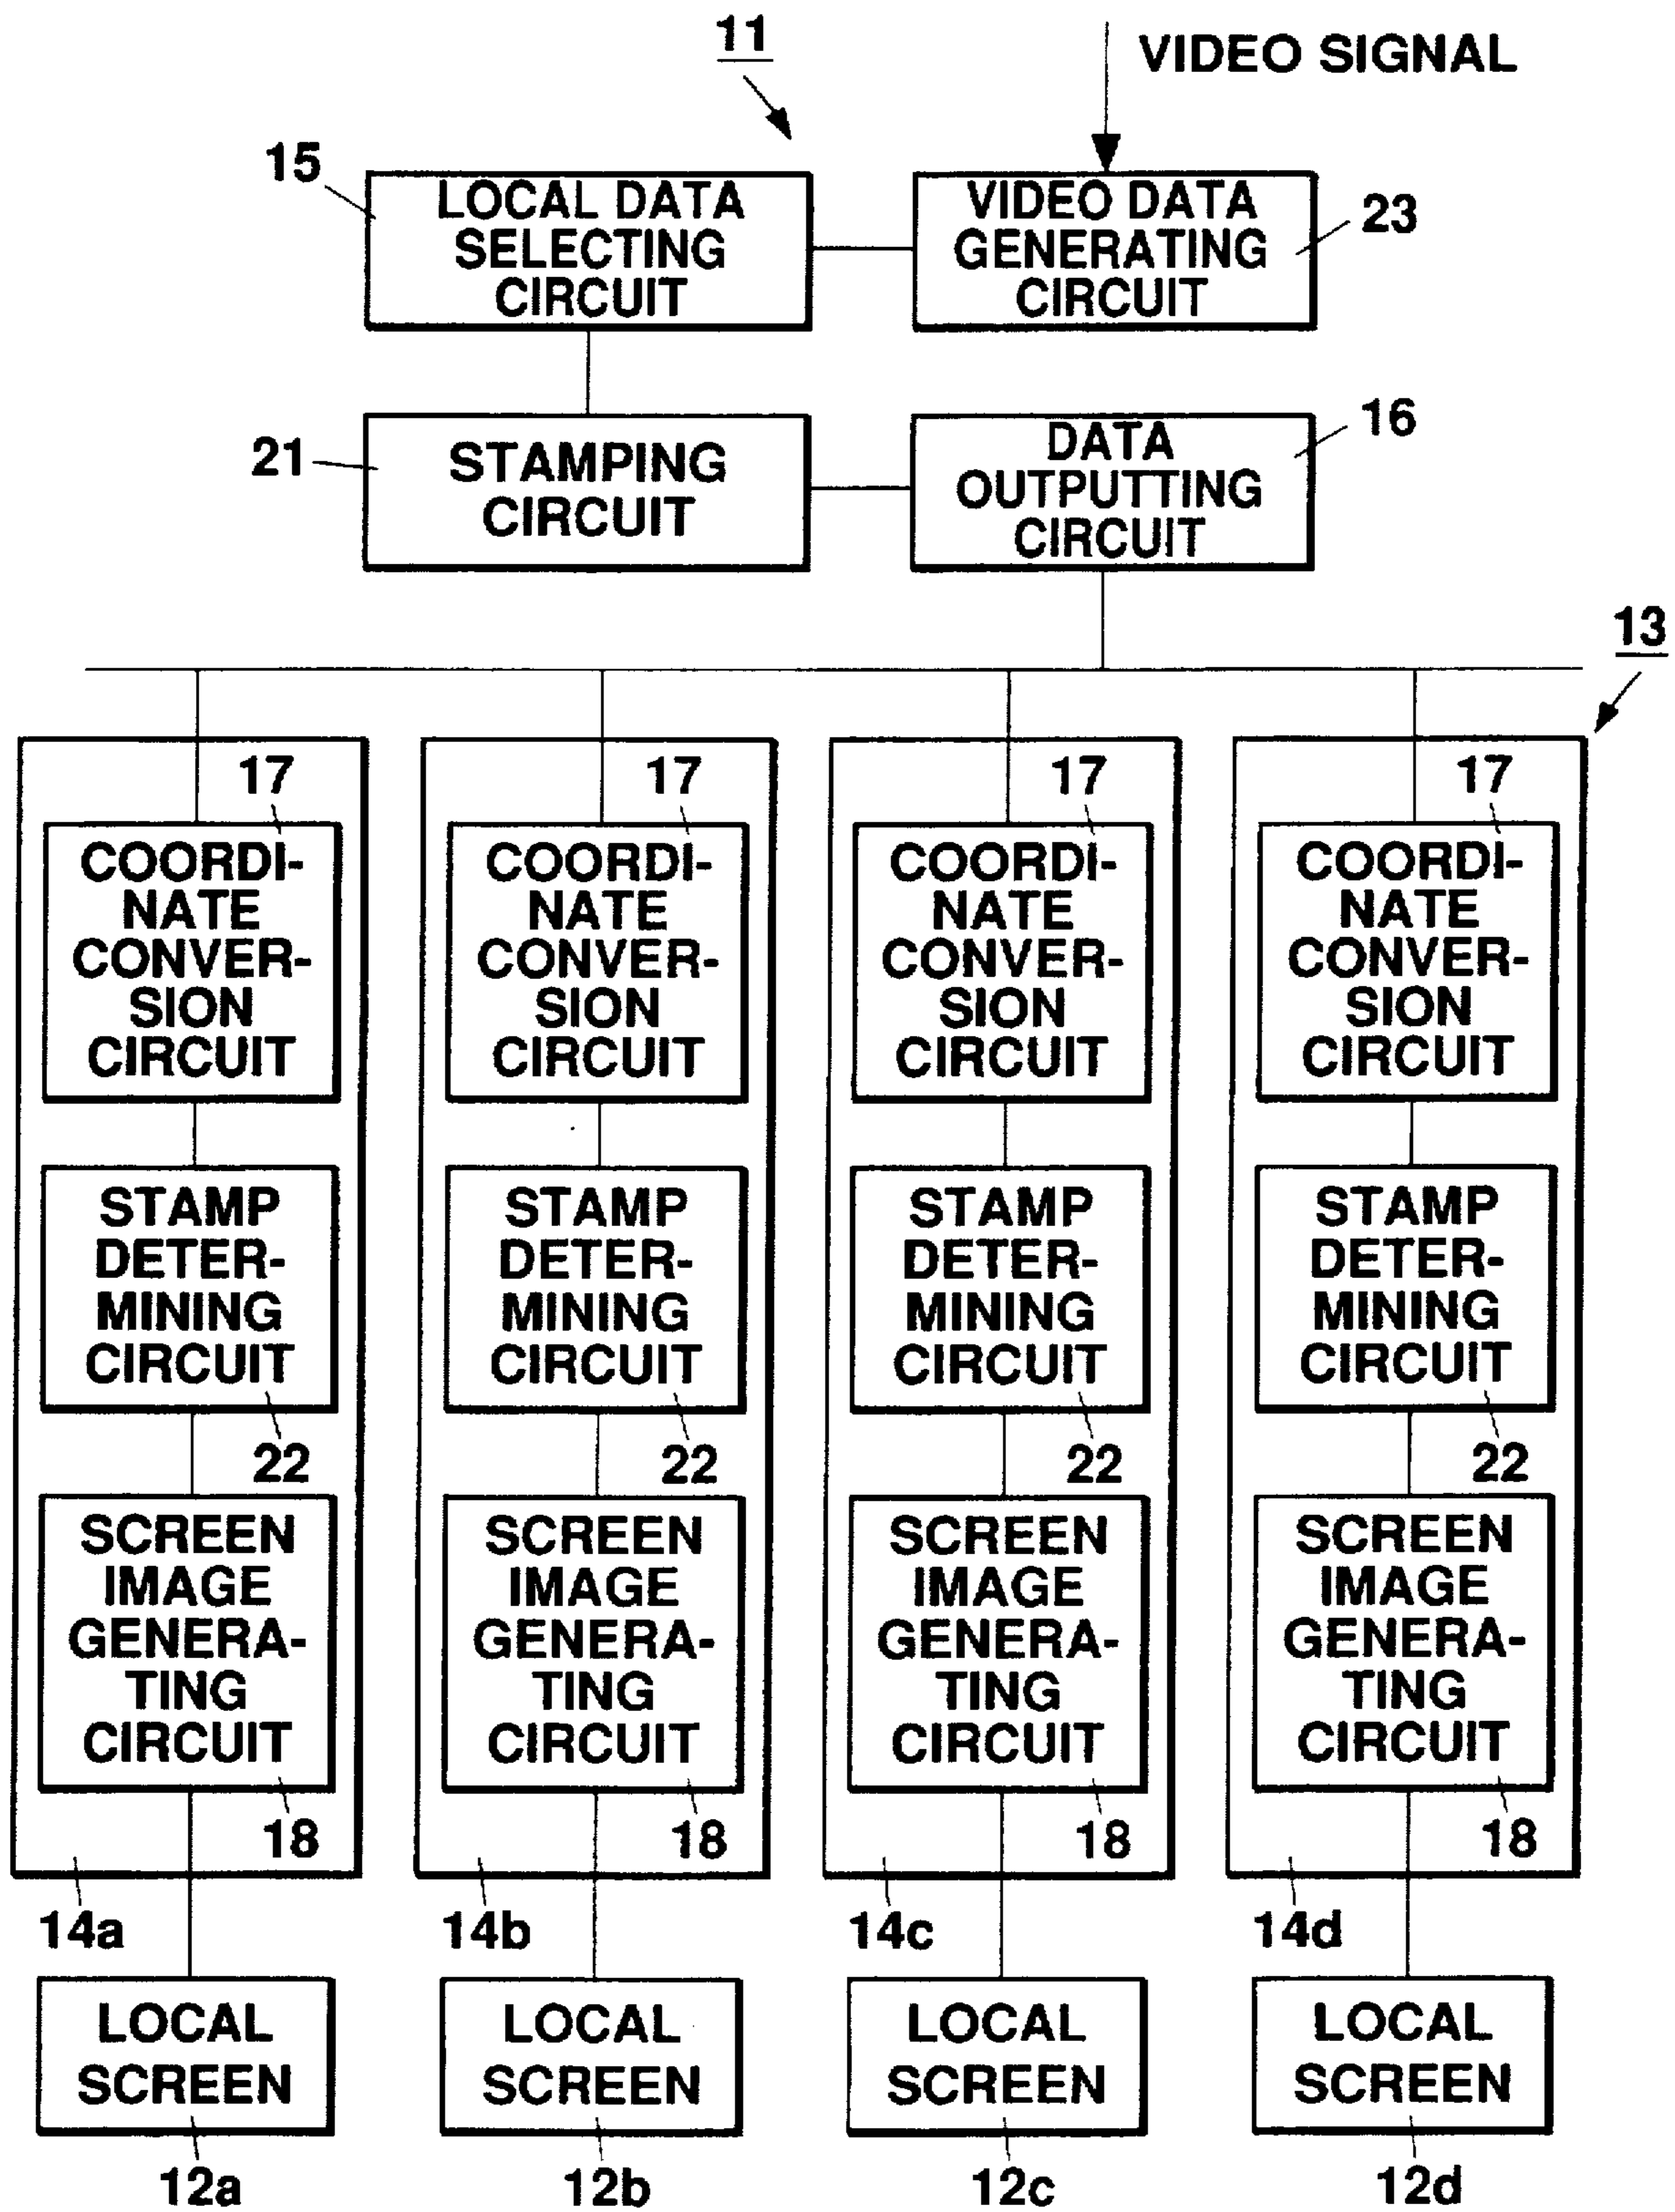 11
VIDEO SIGNAL
15
LOCAL DATA
SELECTING
CIRCUIT
VIDEO DATA
GENERATING
CIRCUIT
23
21
STAMPING
CIRCUIT
DATA
OUTPUTTING
CIRCUIT
16
13
17
COORDI-
NATE
CONVER-
SION
CIRCUIT
STAMP
DETER-
MINING
CIRCUIT
22
SCREEN
IMAGE
GENERA-
TING
CIRCUIT
18
14a
LOCAL
SCREEN
12a
17
COORDI-
NATE
CONVER-
SION
CIRCUIT
STAMP
DETER-
MINING
CIRCUIT
22
SCREEN
IMAGE
GENERA-
TING
CIRCUIT
18
14b
LOCAL
SCREEN
12b
17
COORDI-
NATE
CONVER-
SION
CIRCUIT
STAMP
DETER-
MINING
CIRCUIT
22
SCREEN
IMAGE
GENERA-
TING
CIRCUIT
18
14c
LOCAL
SCREEN
12c
17
COORDI-
NATE
CONVER-
SION
CIRCUIT
STAMP
DETER-
MINING
CIRCUIT
22
SCREEN
IMAGE
GENERA-
TING
CIRCUIT
18
14d
LOCAL
SCREEN
12d